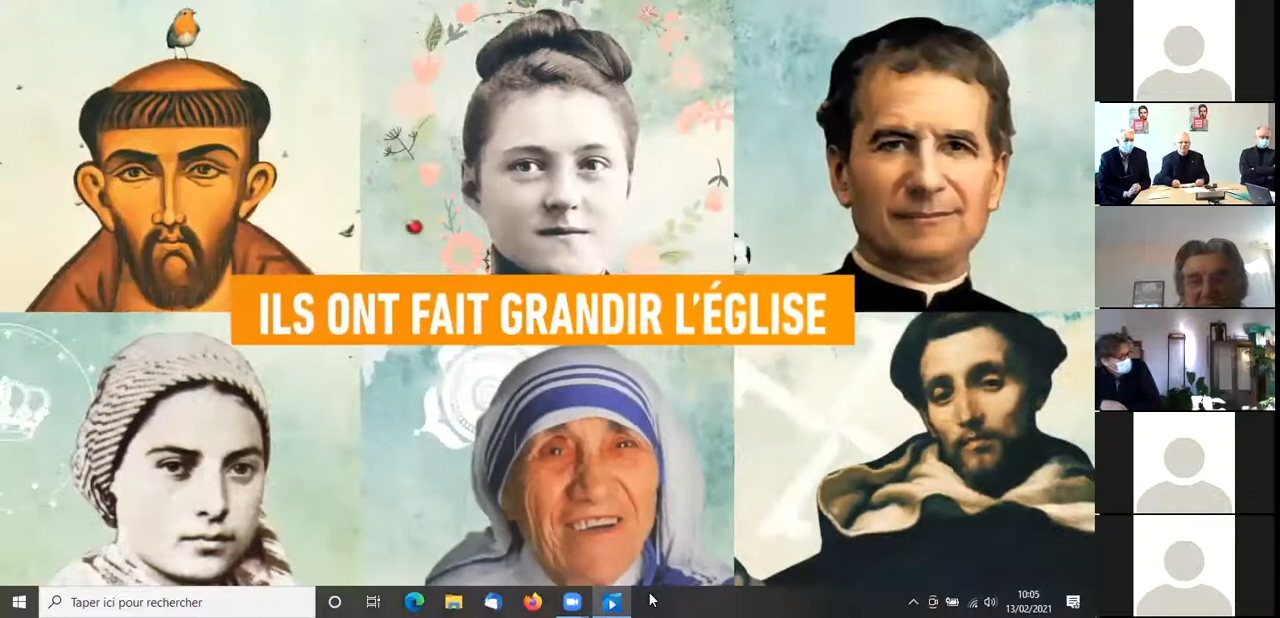 ILS ONT FAIT GRANDIR L'ÉGLISE
Taper ici pour rechercher
10:05
13/02/2021